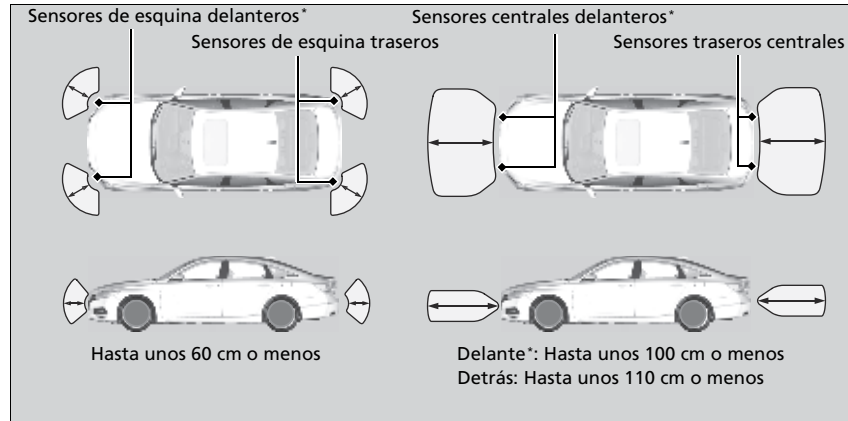 Sensores de esquina delanteros*
Sensores de esquina traseros
Sensores centrales delanteros*
Sensores traseros centrales
Hasta unos 60 cm o menos
Delante*: Hasta unos 100 cm o menos
Detrás: Hasta unos 110 cm o menos